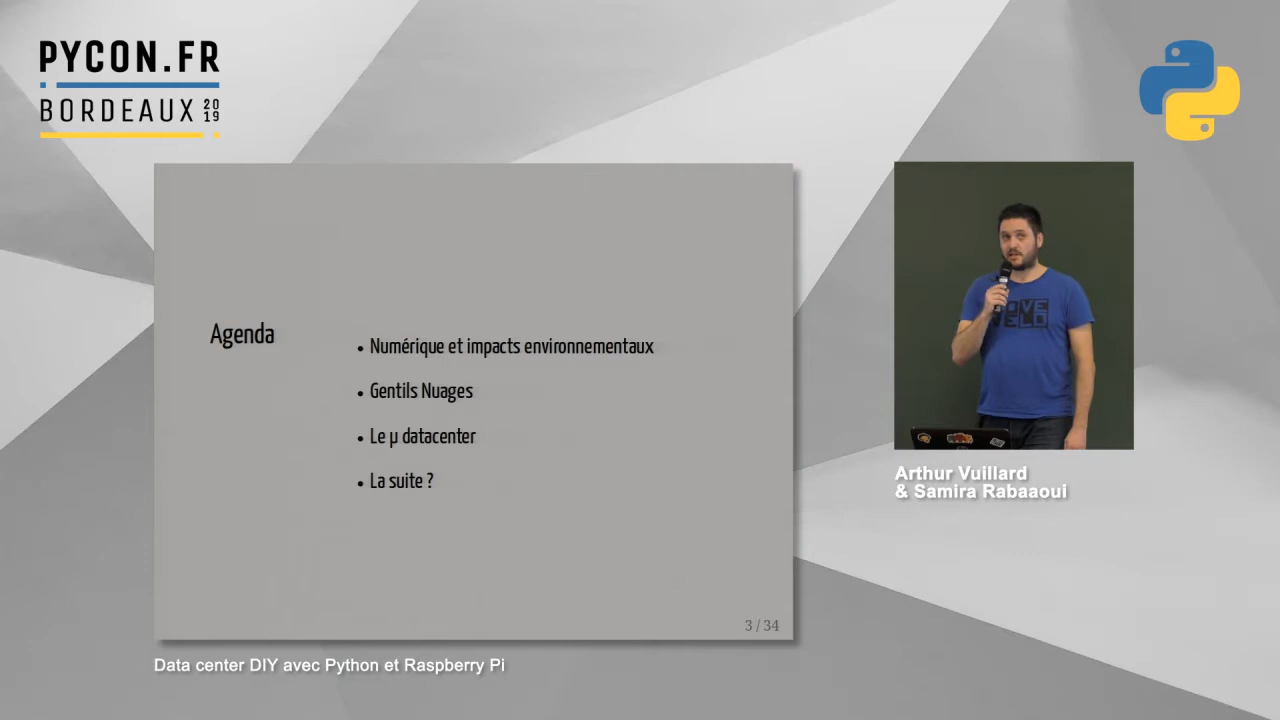 PYCON.FR
BORDEAUX 2019
Agenda
• Numérique et impacts environnementaux
• Gentils Nuages
• Le µ datacenter
• La suite ?
3 / 34
Arthur Vuillard
& Samira Rabaaoui
Data center DIY avec Python et Raspberry Pi